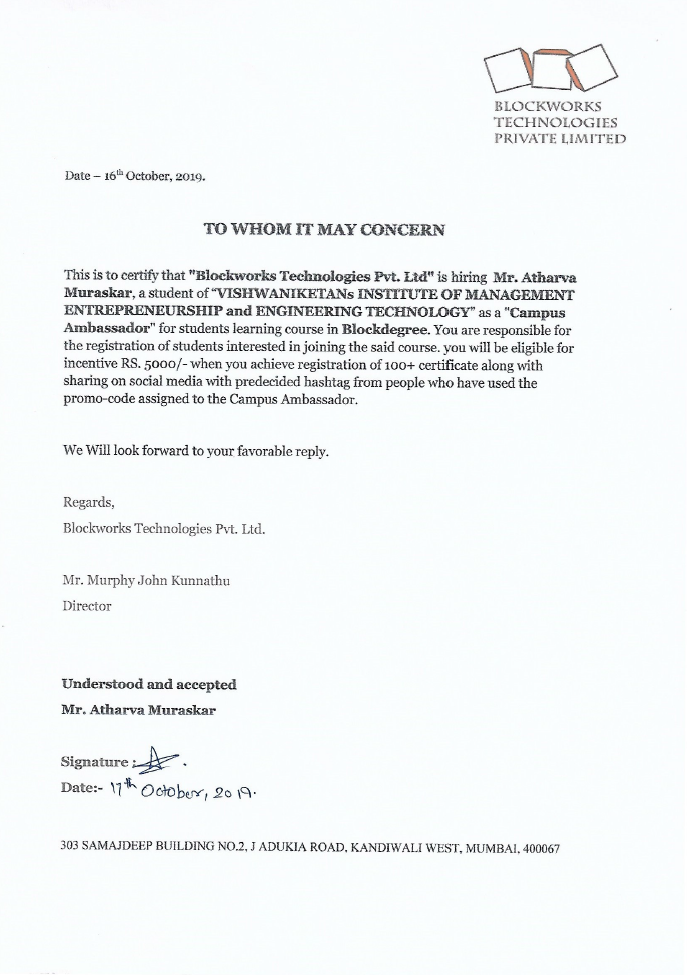 BLOCKWORKS
TECHNOLOGIES
PRIVATE LIMITED
Date – 16th October, 2019.
TO WHOM IT MAY CONCERN
This is to certify that "Blockworks Technologies Pvt. Ltd" is hiring Mr. Atharva
Muraskar, a student of "VISHWANIKETANs INSTITUTE OF MANAGEMENT
ENTREPRENEURSHIP and ENGINEERING TECHNOLOGY" as a "Campus
Ambassador" for students learning course in Blockdegree. You are responsible for
the registration of students interested in joining the said course. you will be eligible for
incentive RS. 5000/- when you achieve registration of 100+ certificate along with
sharing on social media with predecided hashtag from people who have used the
promo-code assigned to the Campus Ambassador.
We Will look forward to your favorable reply.
Regards,
Blockworks Technologies Pvt. Ltd.
Mr. Murphy John Kunnathu
Director
Understood and accepted
Mr. Atharva Muraskar
Signature :
Date:- 17th October, 2019.
303 SAMAJDEEP BUILDING NO.2, J ADUKIA ROAD, KANDIWALI WEST, MUMBAI, 400067